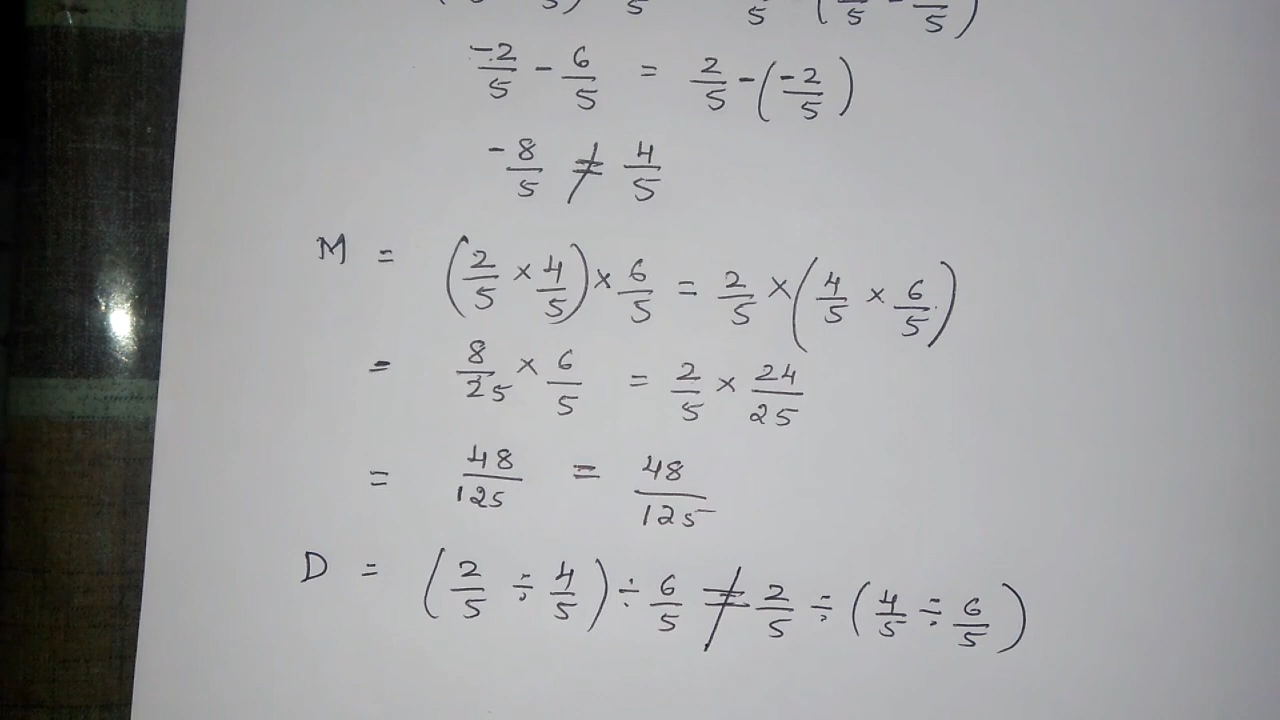 -2/5 - 6/5 = 2/5 - (-2/5)
-8/5 ≠ 4/5
M = (2/5 × 4/5) × 6/5 = 2/5 × (4/5 × 6/5)
= 8/25 × 6/5 = 2/5 × 24/25
= 48/125 = 48/125
D = (2/5 ÷ 4/5) ÷ 6/5 ≠ 2/5 ÷ (4/5 ÷ 6/5)